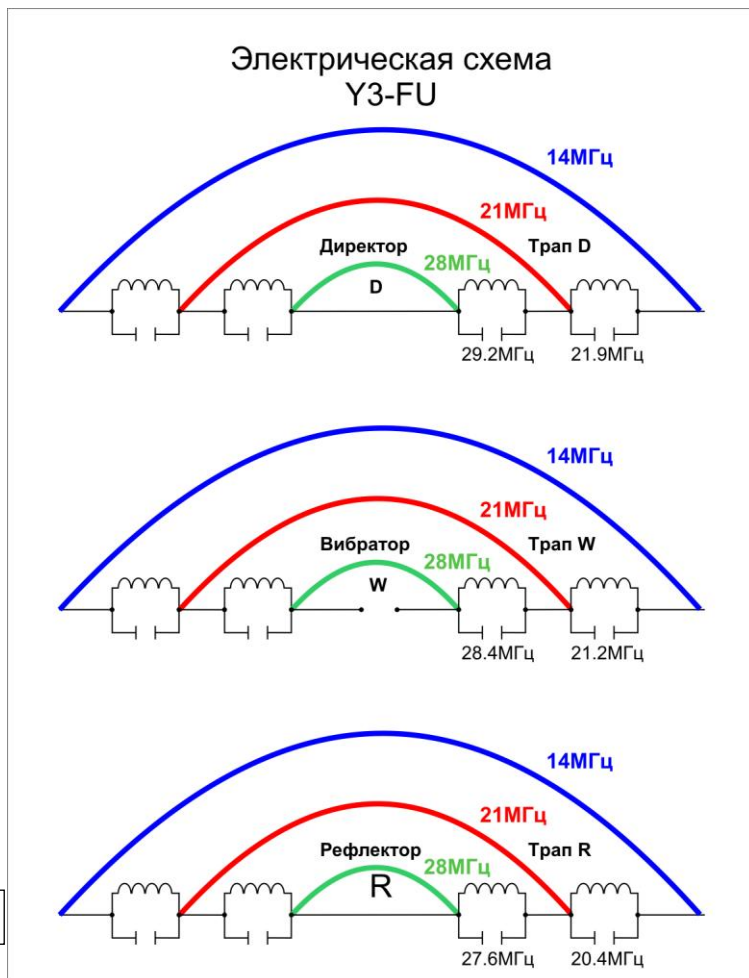 Электрическая схема
Y3-FU
14МГц
21МГц
Директор
Трап D
28МГц
D
29.2МГц 21.9МГц
14МГц
21МГц
Вибратор
Трап W
28МГц
W
28.4МГц 21.2МГц
14МГц
21МГц
Рефлектор
Трап R
28МГц
R
27.6МГц 20.4МГц